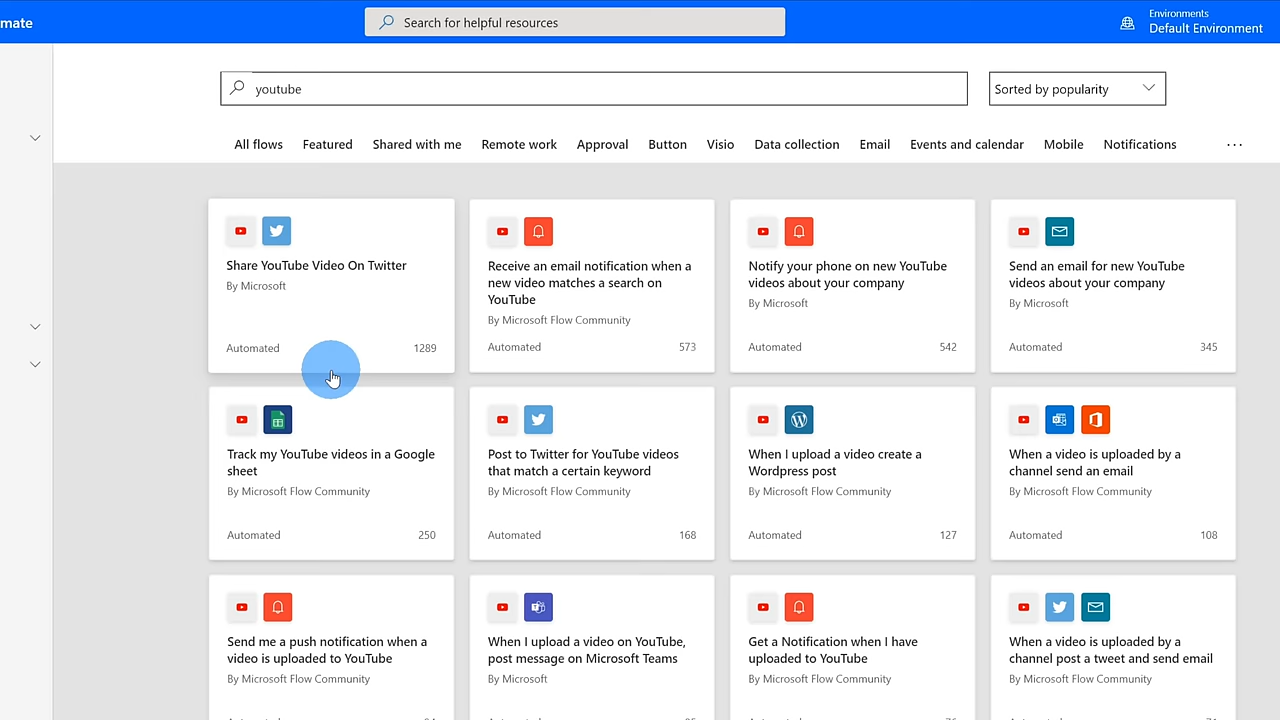 mate
Search for helpful resources
Environments
Default Environment
youtube
Sorted by popularity
All flows
Featured
Shared with me
Remote work
Approval
Button
Visio
Data collection
Email
Events and calendar
Mobile
Notifications
Share YouTube Video On Twitter
By Microsoft
Automated
1289
Receive an email notification when a
new video matches a search on
YouTube
By Microsoft Flow Community
Automated
573
Notify your phone on new YouTube
videos about your company
By Microsoft
Automated
542
Send an email for new YouTube
videos about your company
By Microsoft
Automated
345
Track my YouTube videos in a Google
sheet
By Microsoft Flow Community
Automated
250
Post to Twitter for YouTube videos
that match a certain keyword
By Microsoft Flow Community
Automated
168
When I upload a video create a
Wordpress post
By Microsoft Flow Community
Automated
127
When a video is uploaded by a
channel send an email
By Microsoft Flow Community
Automated
108
Send me a push notification when a
video is uploaded to YouTube
By Microsoft Flow Community
When I upload a video on YouTube,
post message on Microsoft Teams
By Microsoft
Get a Notification when I have
uploaded to YouTube
By Microsoft Flow Community
When a video is uploaded by a
channel post a tweet and send email
By Microsoft Flow Community